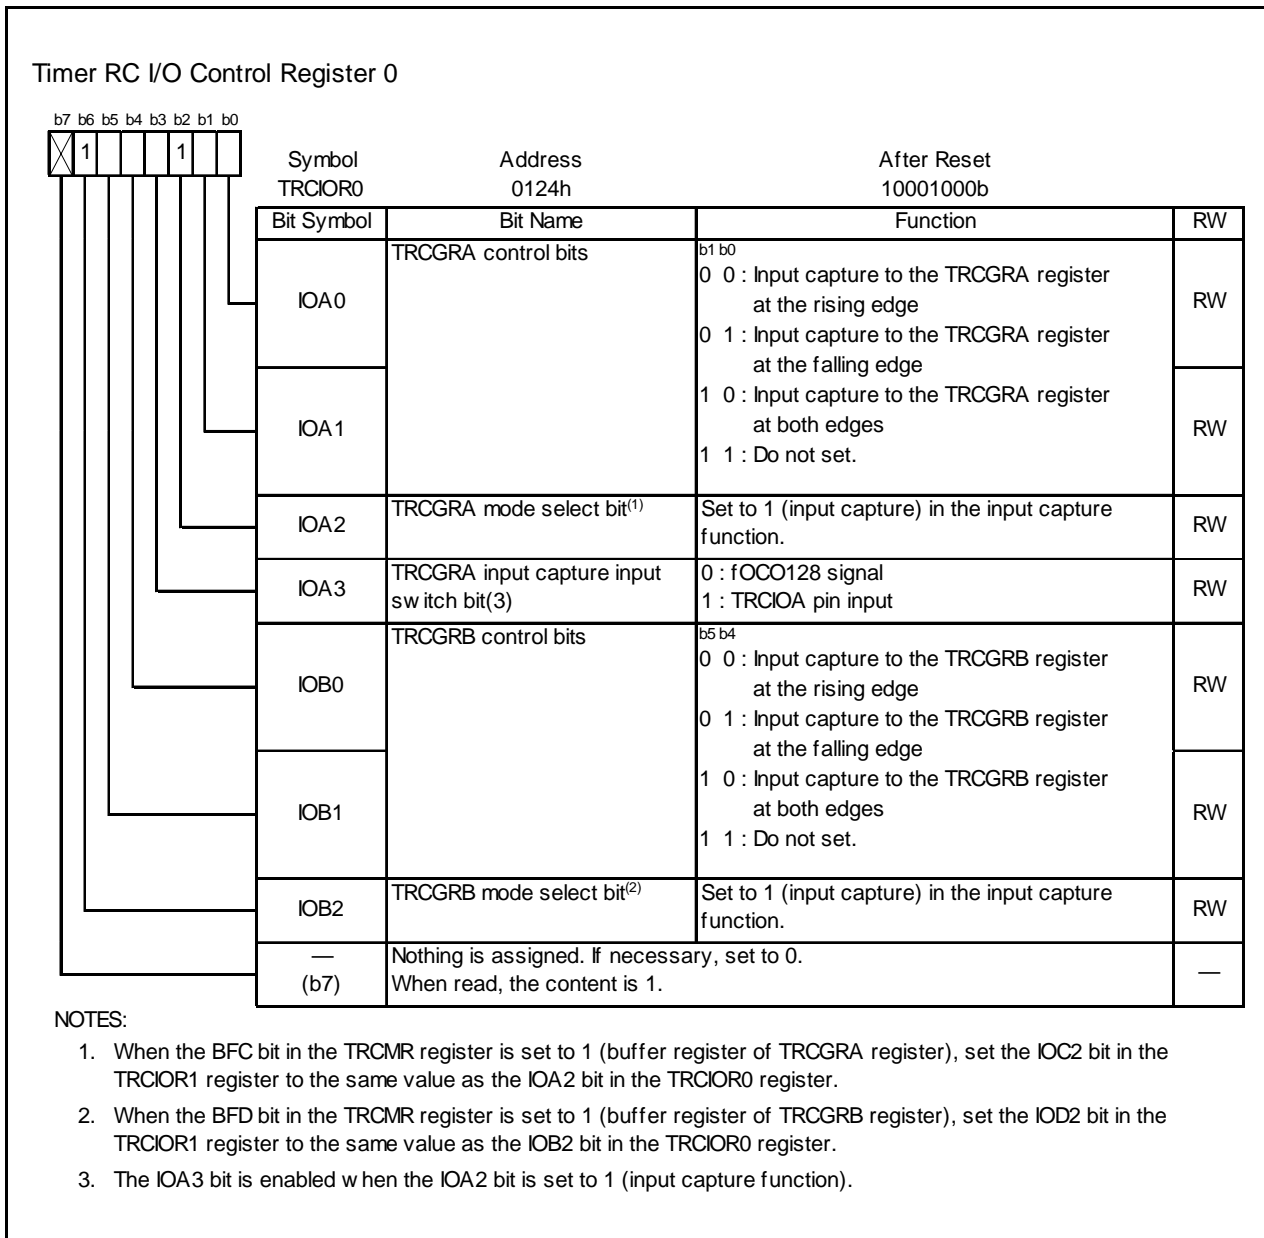 Timer RC I/O Control Register 0
b7 b6 b5 b4 b3 b2 b1 b0
1 1
Symbol Address After Reset
TRCIOR0 0124h 10001000b
Bit Symbol Bit Name Function RW
IOA0 TRCGRA control bits b1 b0
0 0 : Input capture to the TRCGRA register
at the rising edge RW
0 1 : Input capture to the TRCGRA register
at the falling edge
IOA1 1 0 : Input capture to the TRCGRA register
at both edges RW
1 1 : Do not set.
IOA2 TRCGRA mode select bit(1) Set to 1 (input capture) in the input capture
function. RW
IOA3 TRCGRA input capture input 0 : fOCO128 signal
switch bit(3) 1 : TRCIOA pin input RW
IOB0 TRCGRB control bits b5 b4
0 0 : Input capture to the TRCGRB register
at the rising edge RW
0 1 : Input capture to the TRCGRB register
at the falling edge
IOB1 1 0 : Input capture to the TRCGRB register
at both edges RW
1 1 : Do not set.
IOB2 TRCGRB mode select bit(2) Set to 1 (input capture) in the input capture
function. RW
— Nothing is assigned. If necessary, set to 0.
(b7) When read, the content is 1. —
NOTES:
1. When the BFC bit in the TRCMR register is set to 1 (buffer register of TRCGRA register), set the IOC2 bit in the
TRCIOR1 register to the same value as the IOA2 bit in the TRCIOR0 register.
2. When the BFD bit in the TRCMR register is set to 1 (buffer register of TRCGRB register), set the IOD2 bit in the
TRCIOR1 register to the same value as the IOB2 bit in the TRCIOR0 register.
3. The IOA3 bit is enabled when the IOA2 bit is set to 1 (input capture function).